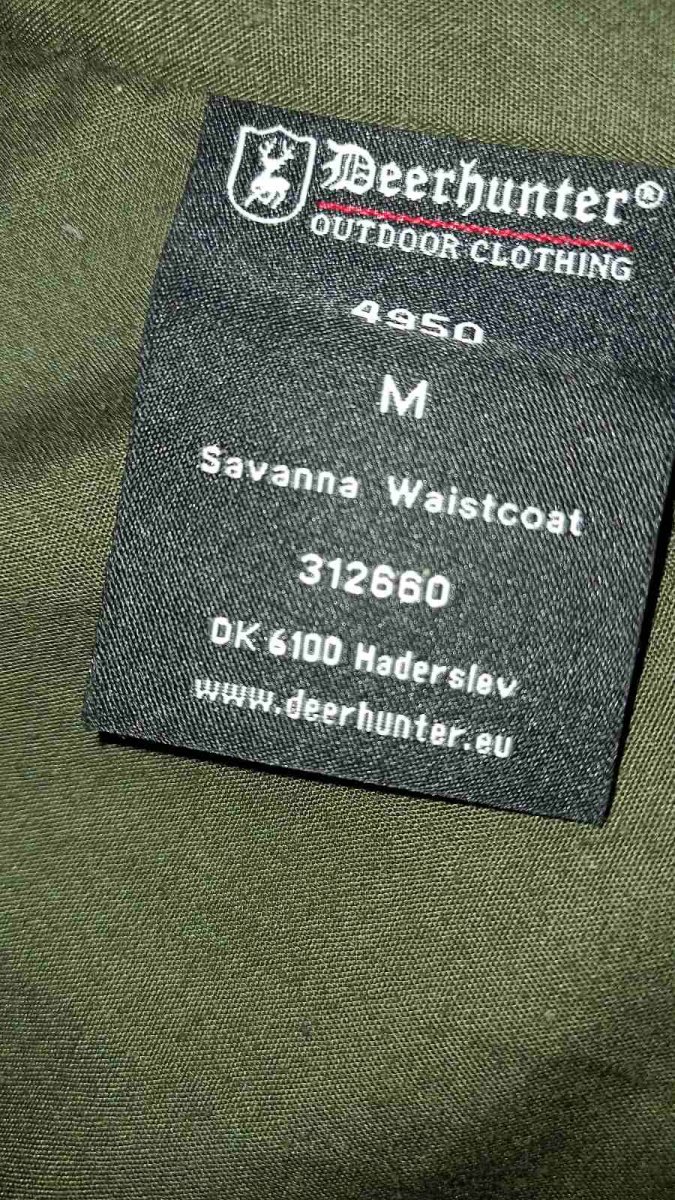 Deerhunter®
OUTDOOR CLOTHING
4950
M
Savanna Waistcoat
312660
DK 6100 Haderslev
www.deerhunter.eu